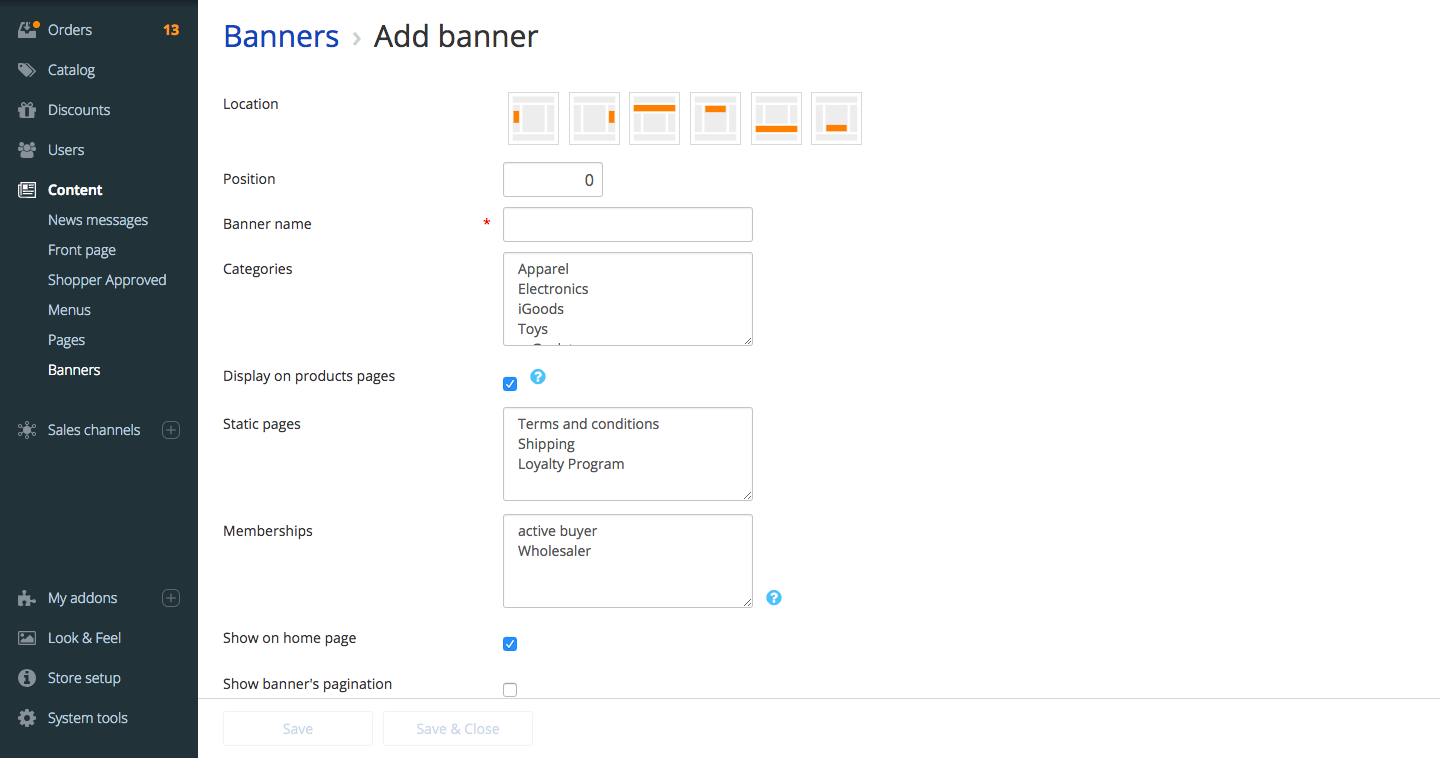 Orders 13
Catalog
Discounts
Users
Content
News messages
Front page
Shopper Approved
Menus
Pages
Banners
Sales channels
My addons
Look & Feel
Store setup
System tools
Banners › Add banner
Location
Position 0
Banner name *
Categories
Apparel
Electronics
iGoods
Toys
Display on products pages ?
Static pages
Terms and conditions
Shipping
Loyalty Program
Memberships
active buyer
Wholesaler
?
Show on home page
Show banner's pagination
Save Save & Close